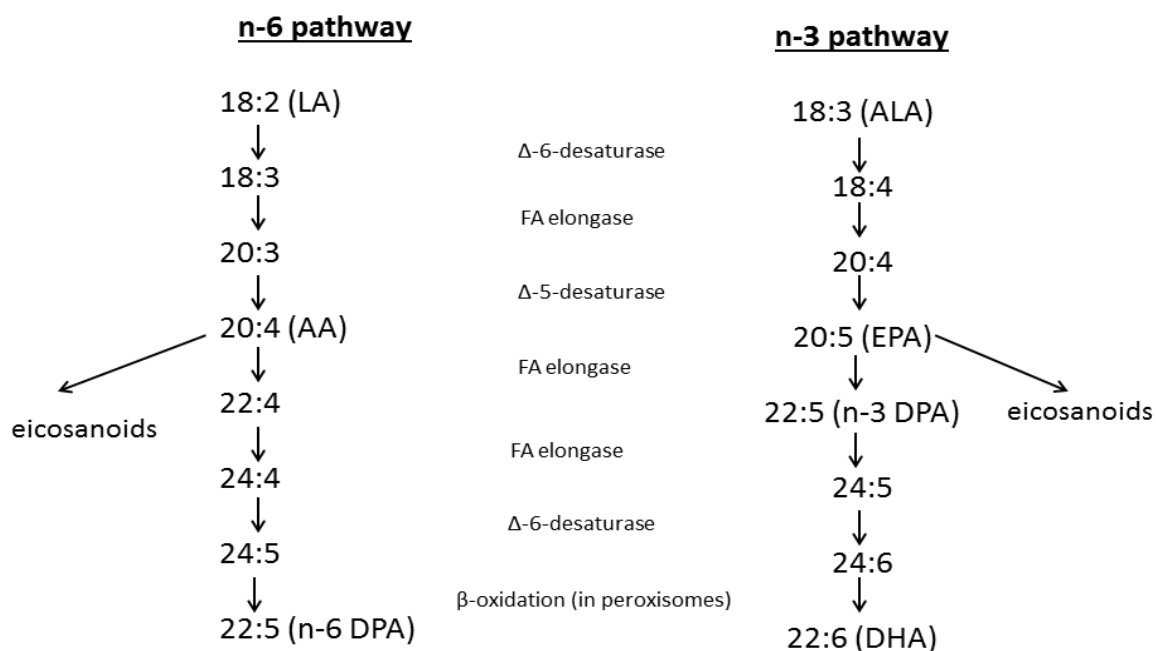 n-6 pathway
n-3 pathway
18:2 (LA)
18:3 (ALA)
Δ-6-desaturase
18:3
18:4
FA elongase
20:3
20:4
Δ-5-desaturase
20:4 (AA)
20:5 (EPA)
FA elongase
22:4
22:5 (n-3 DPA)
eicosanoids
eicosanoids
FA elongase
24:4
24:5
Δ-6-desaturase
24:5
24:6
β-oxidation (in peroxisomes)
22:5 (n-6 DPA)
22:6 (DHA)